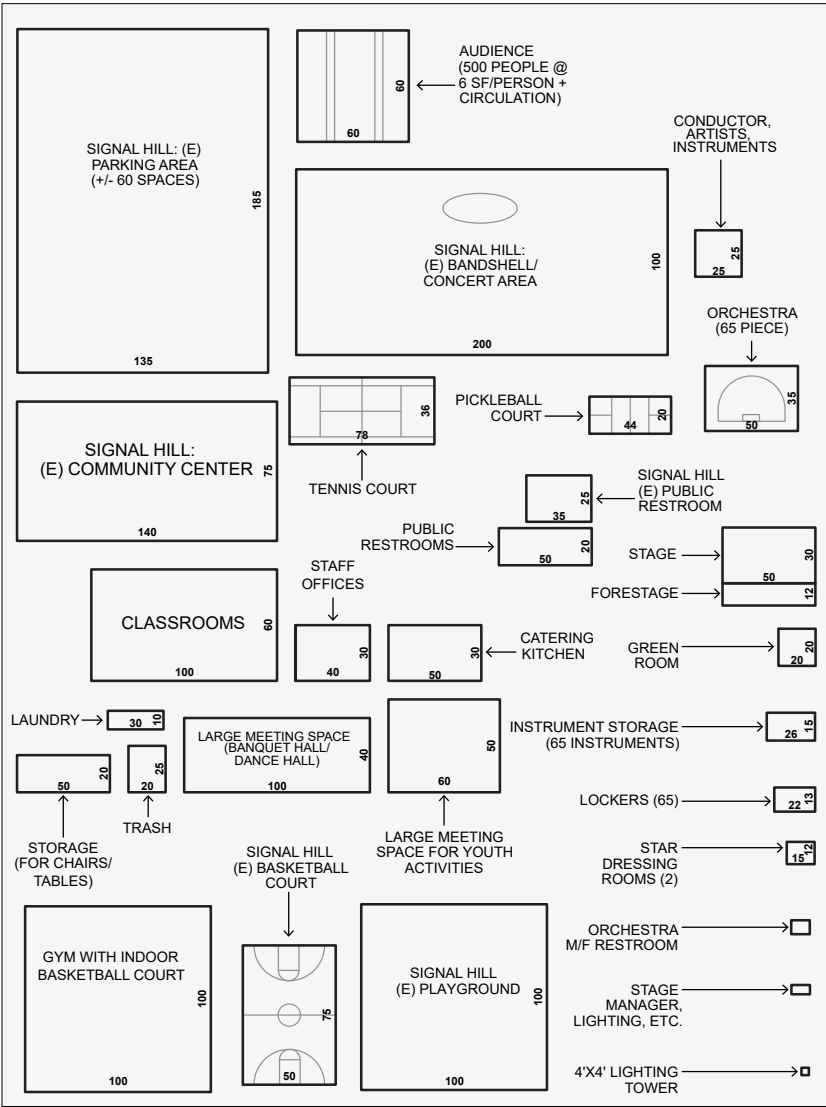 SIGNAL HILL: (E)
PARKING AREA
(+/- 60 SPACES)
185
135
60
60
AUDIENCE
(500 PEOPLE @
6 SF/PERSON +
CIRCULATION)
SIGNAL HILL:
(E) BANDSHELL/
CONCERT AREA
100
200
CONDUCTOR,
ARTISTS,
INSTRUMENTS
25
25
ORCHESTRA
(65 PIECE)
35
50
36
78
TENNIS COURT
PICKLEBALL
COURT
44
20
SIGNAL HILL:
(E) COMMUNITY CENTER
75
140
SIGNAL HILL
(E) PUBLIC
RESTROOM
25
35
PUBLIC
RESTROOMS
20
50
STAGE
30
50
FORESTAGE
12
CLASSROOMS
60
100
STAFF
OFFICES
30
40
CATERING
KITCHEN
30
50
GREEN
ROOM
20
20
LAUNDRY
30
10
LARGE MEETING SPACE
(BANQUET HALL/
DANCE HALL)
40
100
50
60
LARGE MEETING
SPACE FOR YOUTH
ACTIVITIES
INSTRUMENT STORAGE
(65 INSTRUMENTS)
26
15
50
20
STORAGE
(FOR CHAIRS/
TABLES)
25
20
TRASH
LOCKERS (65)
22
13
STAR
DRESSING
ROOMS (2)
15
12
SIGNAL HILL
(E) BASKETBALL
COURT
75
50
GYM WITH INDOOR
BASKETBALL COURT
100
100
SIGNAL HILL
(E) PLAYGROUND
100
100
ORCHESTRA
M/F RESTROOM
STAGE
MANAGER,
LIGHTING, ETC.
4'X4' LIGHTING
TOWER